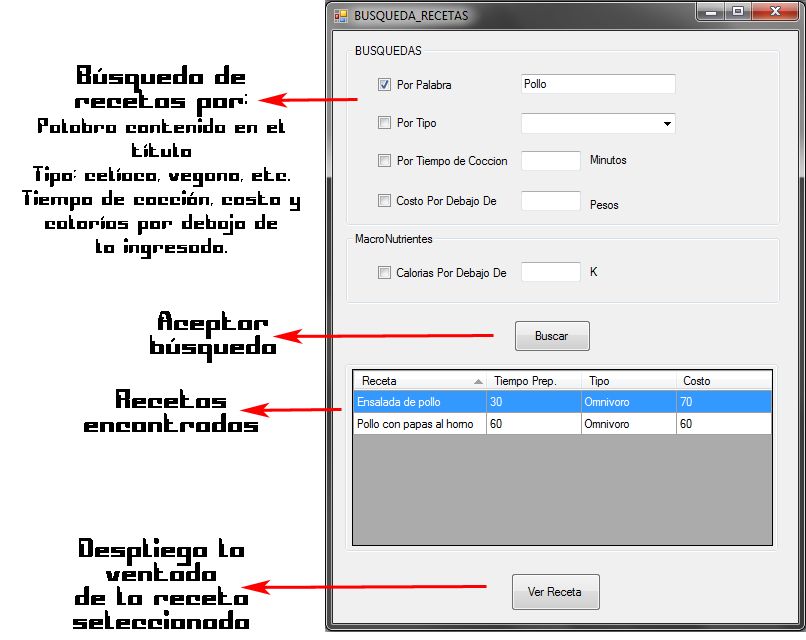 BUSQUEDA_RECETAS
Búsqueda de
recetas por:
Palabra contenida en el
título
Tipo: celíaca, vegana, etc.
Tiempo de cocción, costo y
calorías por debajo de
lo ingresado.
BUSQUEDAS
Por Palabra Pollo
Por Tipo
Por Tiempo de Coccion Minutos
Costo Por Debajo De Pesos
MacroNutrientes
Calorias Por Debajo De K
Aceptar
búsqueda
Buscar
Recetas
encontradas
Receta Tiempo Prep. Tipo Costo
Ensalada de pollo 30 Omnivoro 70
Pollo con papas al horno 60 Omnivoro 60
Despliega la
ventada
de la receta
seleccionada
Ver Receta